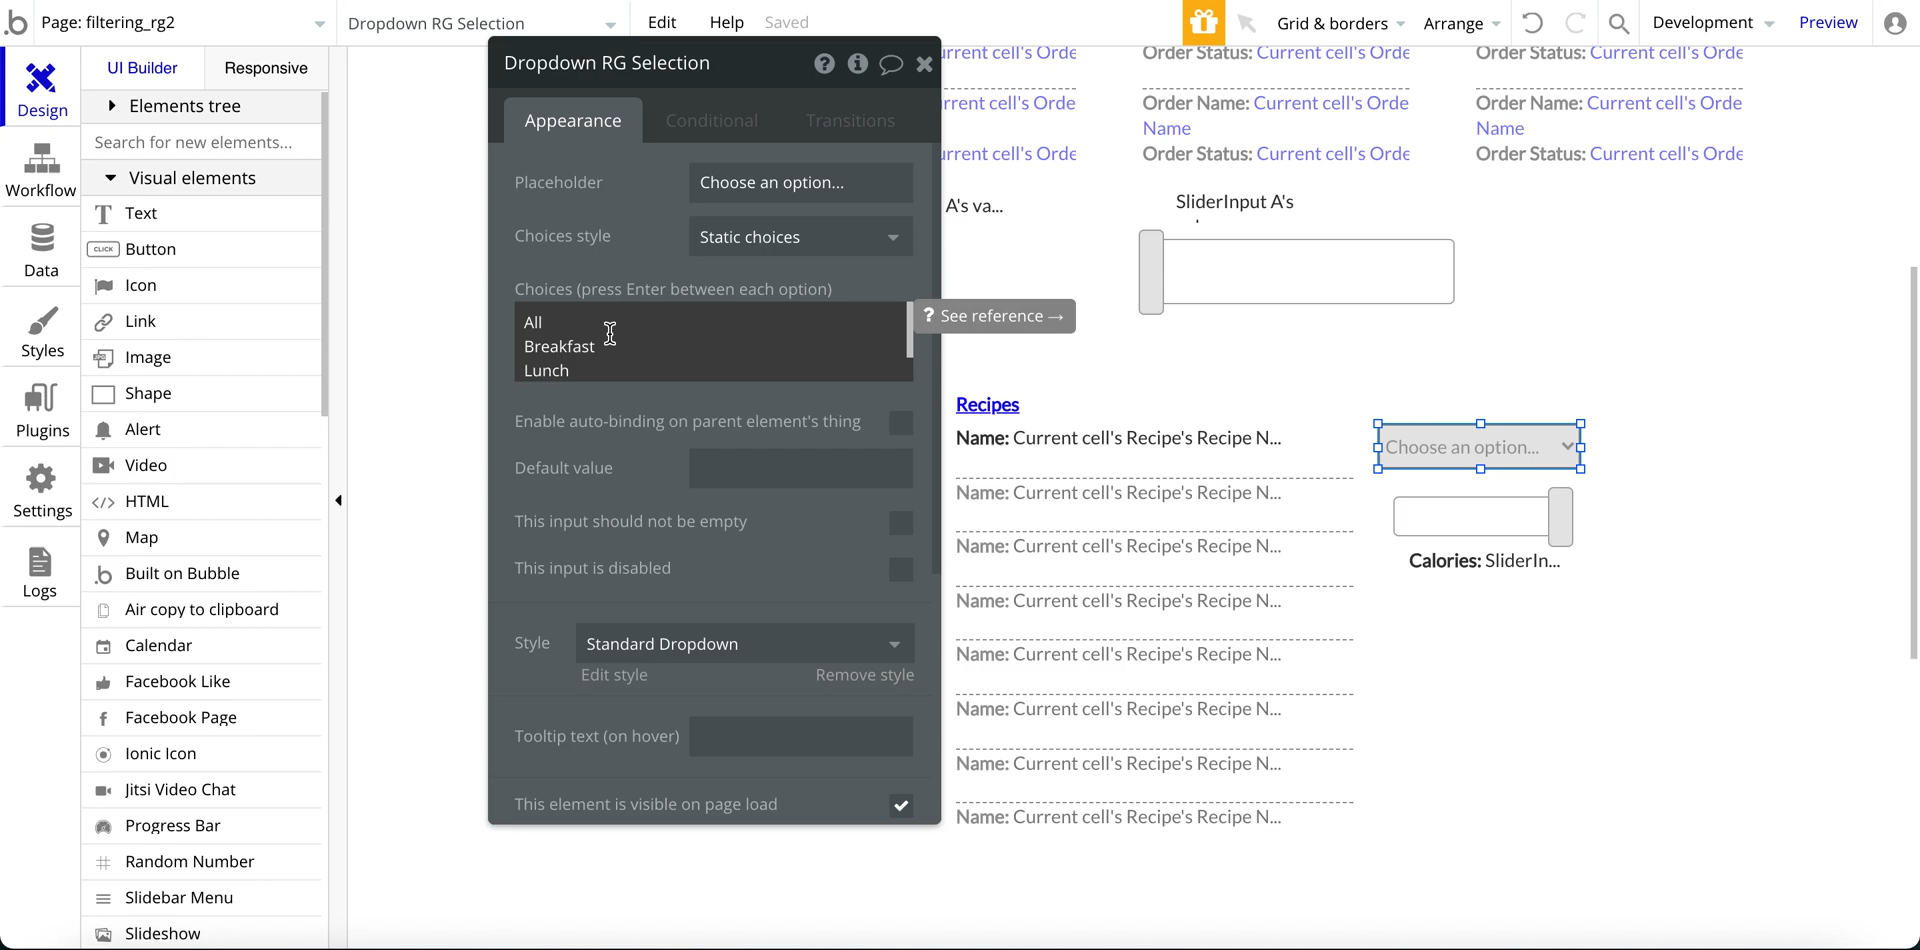 Page: filtering_rg2
Dropdown RG Selection
Edit
Help
Saved
Grid & borders
Arrange
Development
Preview
Design
Workflow
Data
Styles
Plugins
Settings
Logs
UI Builder
Responsive
Elements tree
Search for new elements...
Visual elements
Text
CLICK
Button
Icon
Link
Image
Shape
Alert
Video
HTML
Map
Built on Bubble
Air copy to clipboard
Calendar
Facebook Like
Facebook Page
Ionic Icon
Jitsi Video Chat
Progress Bar
Random Number
Slidebar Menu
Slideshow
Dropdown RG Selection
Appearance
Conditional
Transitions
Placeholder
Choose an option...
Choices style
Static choices
Choices (press Enter between each option)
All
Breakfast
Lunch
? See reference →
Enable auto-binding on parent element's thing
Default value
This input should not be empty
This input is disabled
Style
Standard Dropdown
Edit style
Remove style
Tooltip text (on hover)
This element is visible on page load
urrent cell's Orde
Order Status: Current cell's Orde
Order Status: Current cell's Orde
rrent cell's Orde
Order Name: Current cell's Orde
Name
Order Name: Current cell's Orde
Name
urrent cell's Orde
Order Status: Current cell's Orde
Order Status: Current cell's Orde
A's va...
SliderInput A's
Recipes
Name: Current cell's Recipe's Recipe N...
Name: Current cell's Recipe's Recipe N...
Name: Current cell's Recipe's Recipe N...
Name: Current cell's Recipe's Recipe N...
Name: Current cell's Recipe's Recipe N...
Name: Current cell's Recipe's Recipe N...
Name: Current cell's Recipe's Recipe N...
Name: Current cell's Recipe's Recipe N...
Choose an option...
Calories: SliderIn...